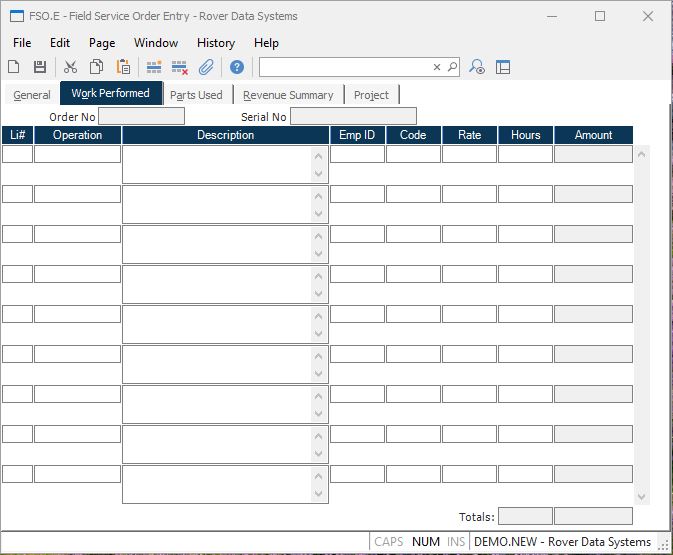 FSO.E - Field Service Order Entry - Rover Data Systems
File Edit Page Window History Help
General Work Performed Parts Used Revenue Summary Project
Order No Serial No
Li# Operation Description Emp ID Code Rate Hours Amount
Totals:
CAPS NUM INS DEMO.NEW - Rover Data Systems